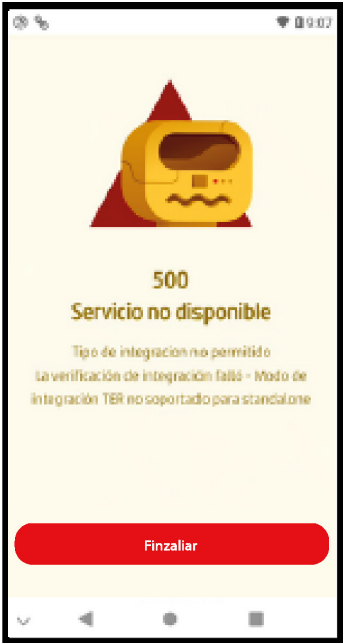 9:07
500
Servicio no disponible
Tipo de integracion no permitido
La verificación de integración falló - Modo de
integración TER no soportado para standalone
Finzaliar